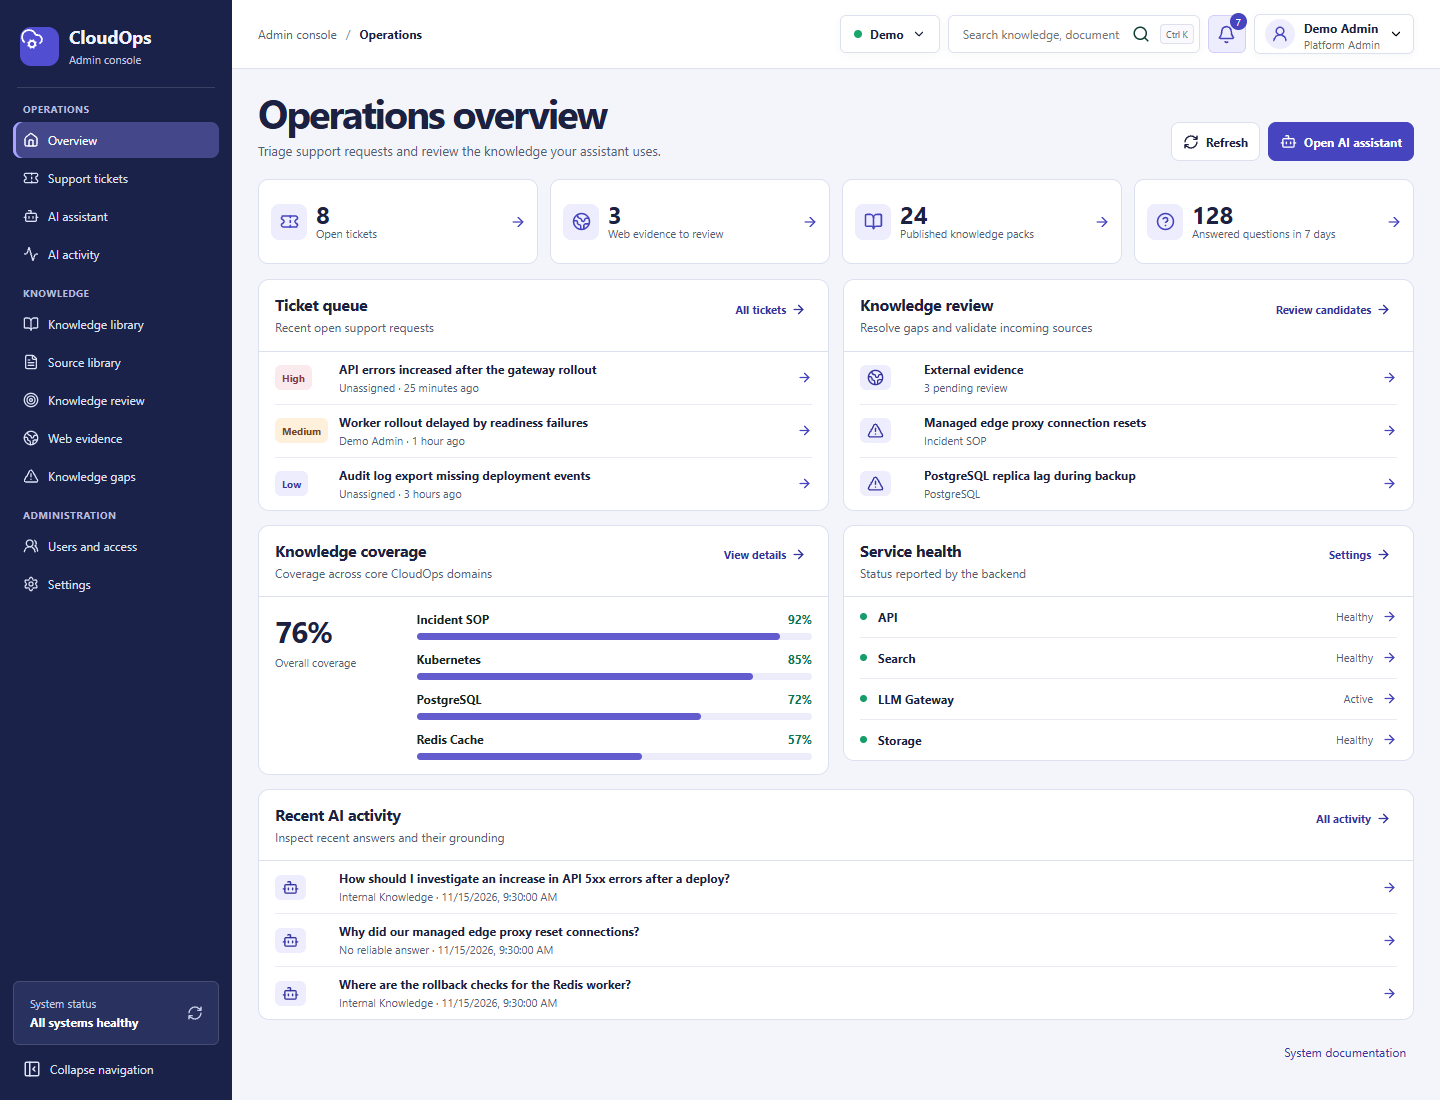 CloudOps
Admin console
OPERATIONS
Overview
Support tickets
AI assistant
AI activity
KNOWLEDGE
Knowledge library
Source library
Knowledge review
Web evidence
Knowledge gaps
ADMINISTRATION
Users and access
Settings
System status
All systems healthy
Collapse navigation
Admin console / Operations
Demo
Search knowledge, document
Ctrl K
7
Demo Admin
Platform Admin
Operations overview
Triage support requests and review the knowledge your assistant uses.
Refresh
Open AI assistant
8
Open tickets
3
Web evidence to review
24
Published knowledge packs
128
Answered questions in 7 days
Ticket queue
Recent open support requests
All tickets
High
API errors increased after the gateway rollout
Unassigned · 25 minutes ago
Medium
Worker rollout delayed by readiness failures
Demo Admin · 1 hour ago
Low
Audit log export missing deployment events
Unassigned · 3 hours ago
Knowledge review
Resolve gaps and validate incoming sources
Review candidates
External evidence
3 pending review
Managed edge proxy connection resets
Incident SOP
PostgreSQL replica lag during backup
PostgreSQL
Knowledge coverage
Coverage across core CloudOps domains
View details
76%
Overall coverage
Incident SOP 92%
Kubernetes 85%
PostgreSQL 72%
Redis Cache 57%
Service health
Status reported by the backend
Settings
API Healthy
Search Healthy
LLM Gateway Active
Storage Healthy
Recent AI activity
Inspect recent answers and their grounding
All activity
How should I investigate an increase in API 5xx errors after a deploy?
Internal Knowledge · 11/15/2026, 9:30:00 AM
Why did our managed edge proxy reset connections?
No reliable answer · 11/15/2026, 9:30:00 AM
Where are the rollback checks for the Redis worker?
Internal Knowledge · 11/15/2026, 9:30:00 AM
System documentation